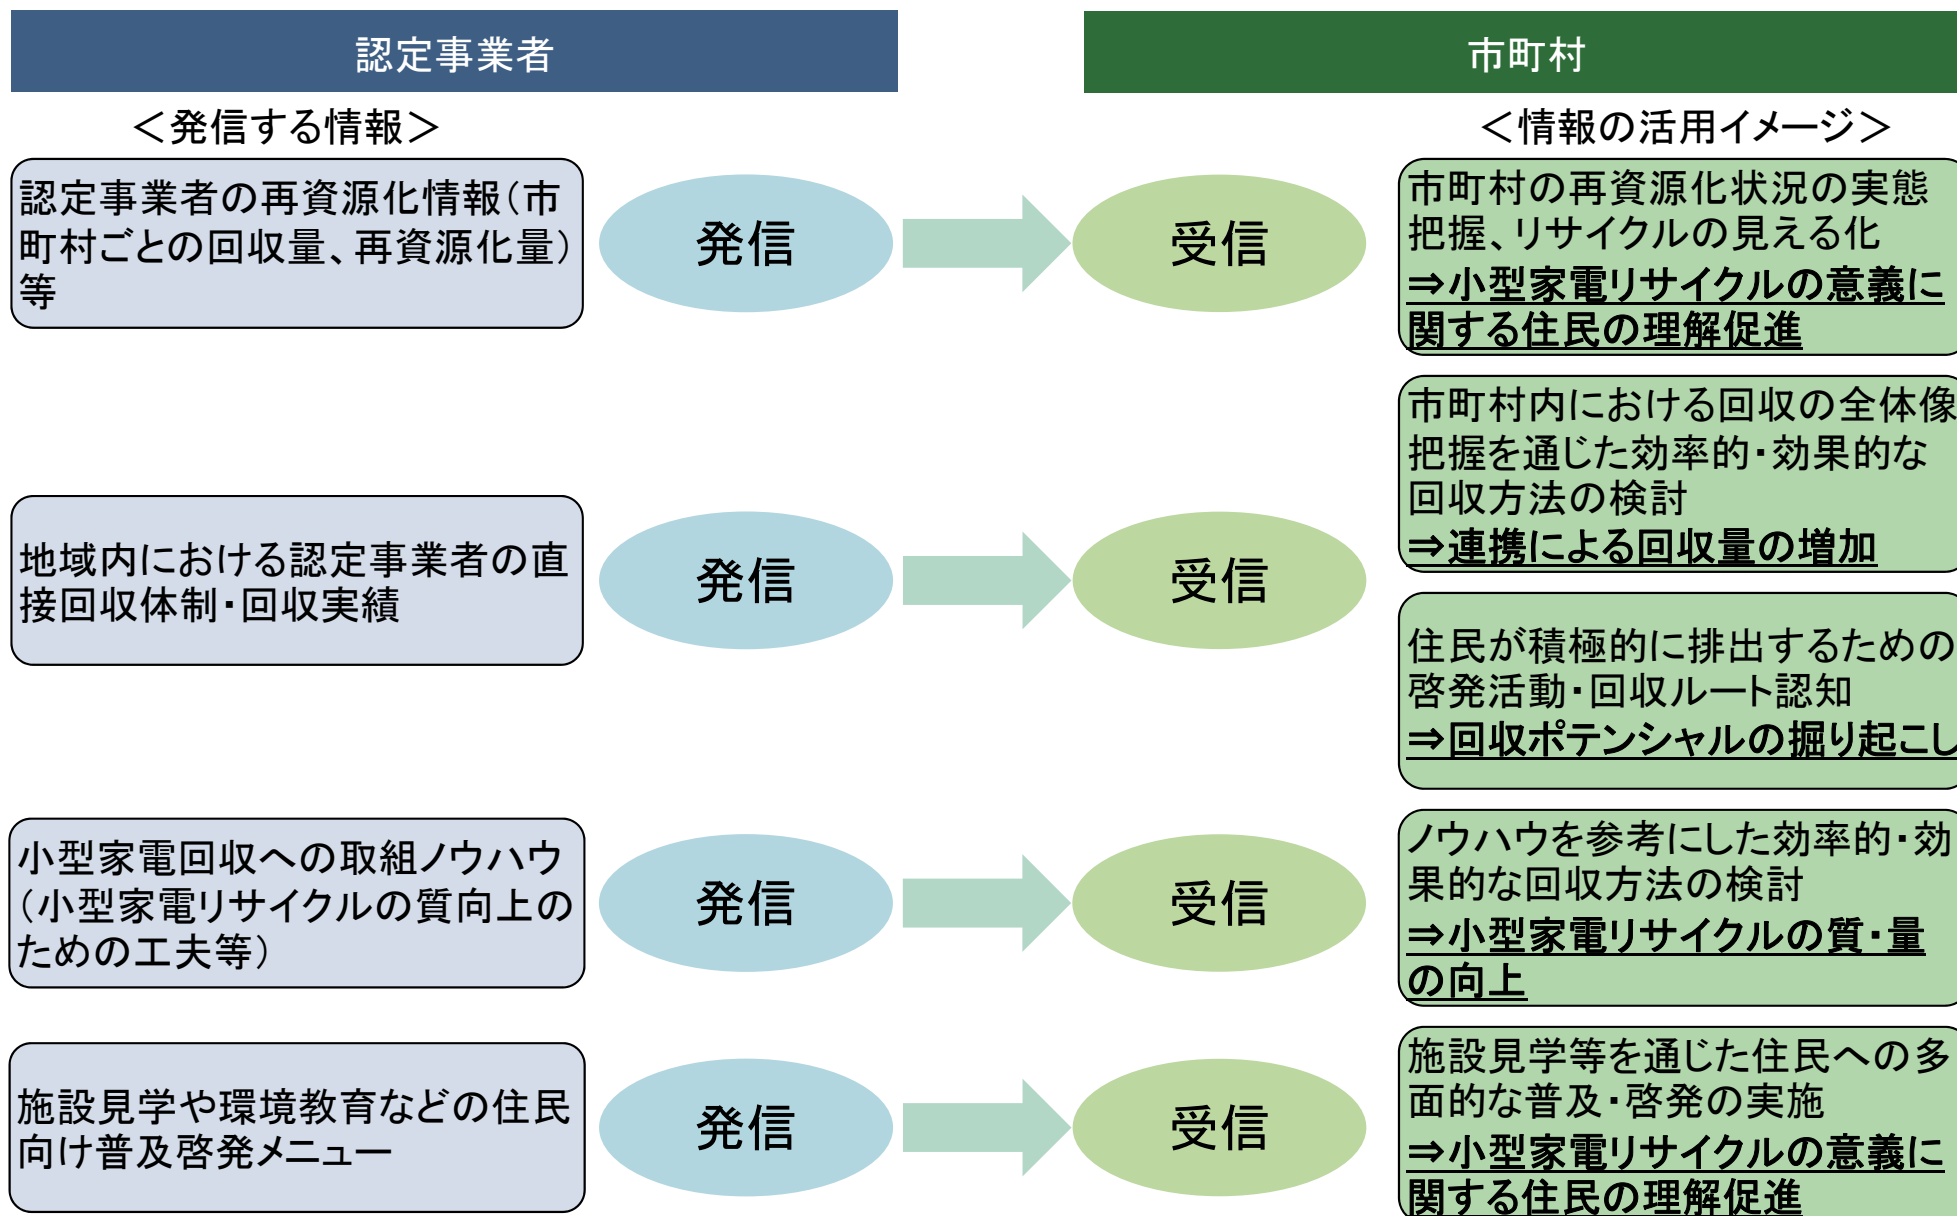 認定事業者
市町村
＜発信する情報＞
＜情報の活用イメージ＞
認定事業者の再資源化情報（市
町村ごとの回収量、再資源化量）
等
発信
受信
市町村の再資源化状況の実態
把握、リサイクルの見える化
⇒小型家電リサイクルの意義に
関する住民の理解促進
地域内における認定事業者の直
接回収体制・回収実績
発信
受信
市町村内における回収の全体像
把握を通じた効率的・効果的な
回収方法の検討
⇒連携による回収量の増加
住民が積極的に排出するための
啓発活動・回収ルート認知
⇒回収ポテンシャルの掘り起こし
小型家電回収への取組ノウハウ
（小型家電リサイクルの質向上の
ための工夫等）
発信
受信
ノウハウを参考にした効率的・効
果的な回収方法の検討
⇒小型家電リサイクルの質・量
の向上
施設見学や環境教育などの住民
向け普及啓発メニュー
発信
受信
施設見学等を通じた住民への多
面的な普及・啓発の実施
⇒小型家電リサイクルの意義に
関する住民の理解促進